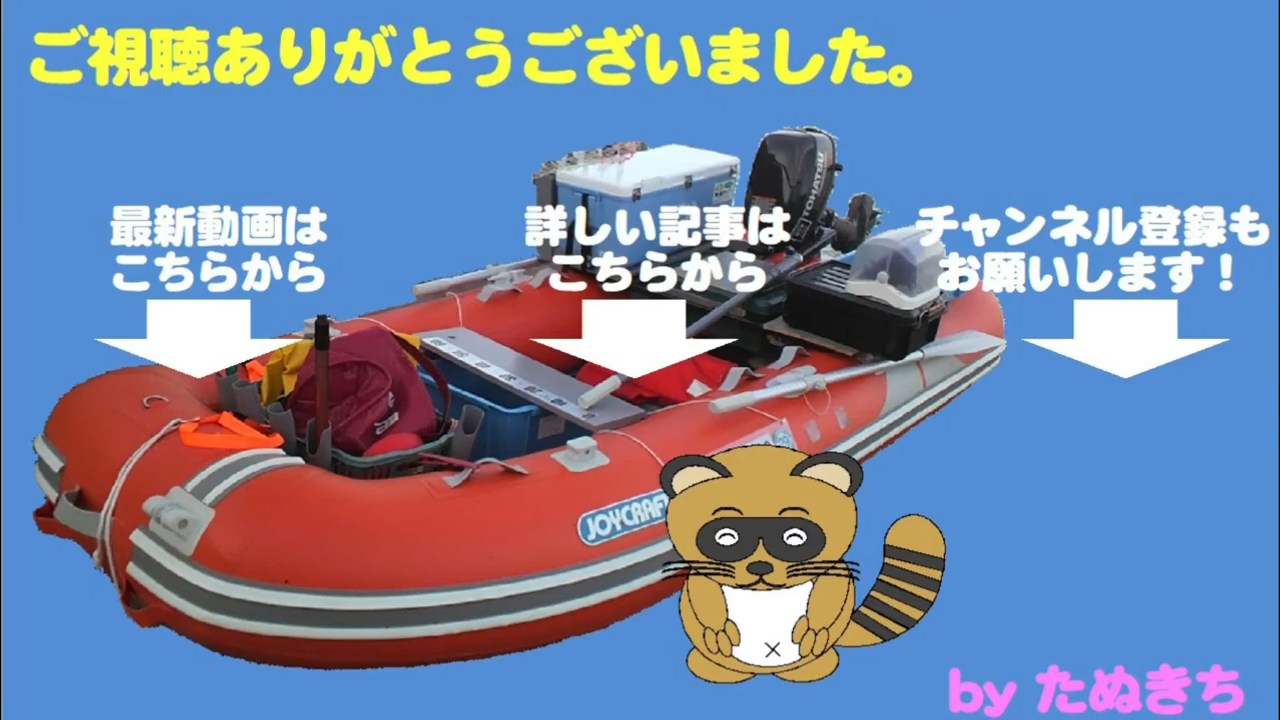 ご視聴ありがとうございました。
TOHATSU
最新動画は
こちらから
詳しい記事は
こちらから
チャンネル登録も
お願いします！
JOYCRAFT
by たぬきち